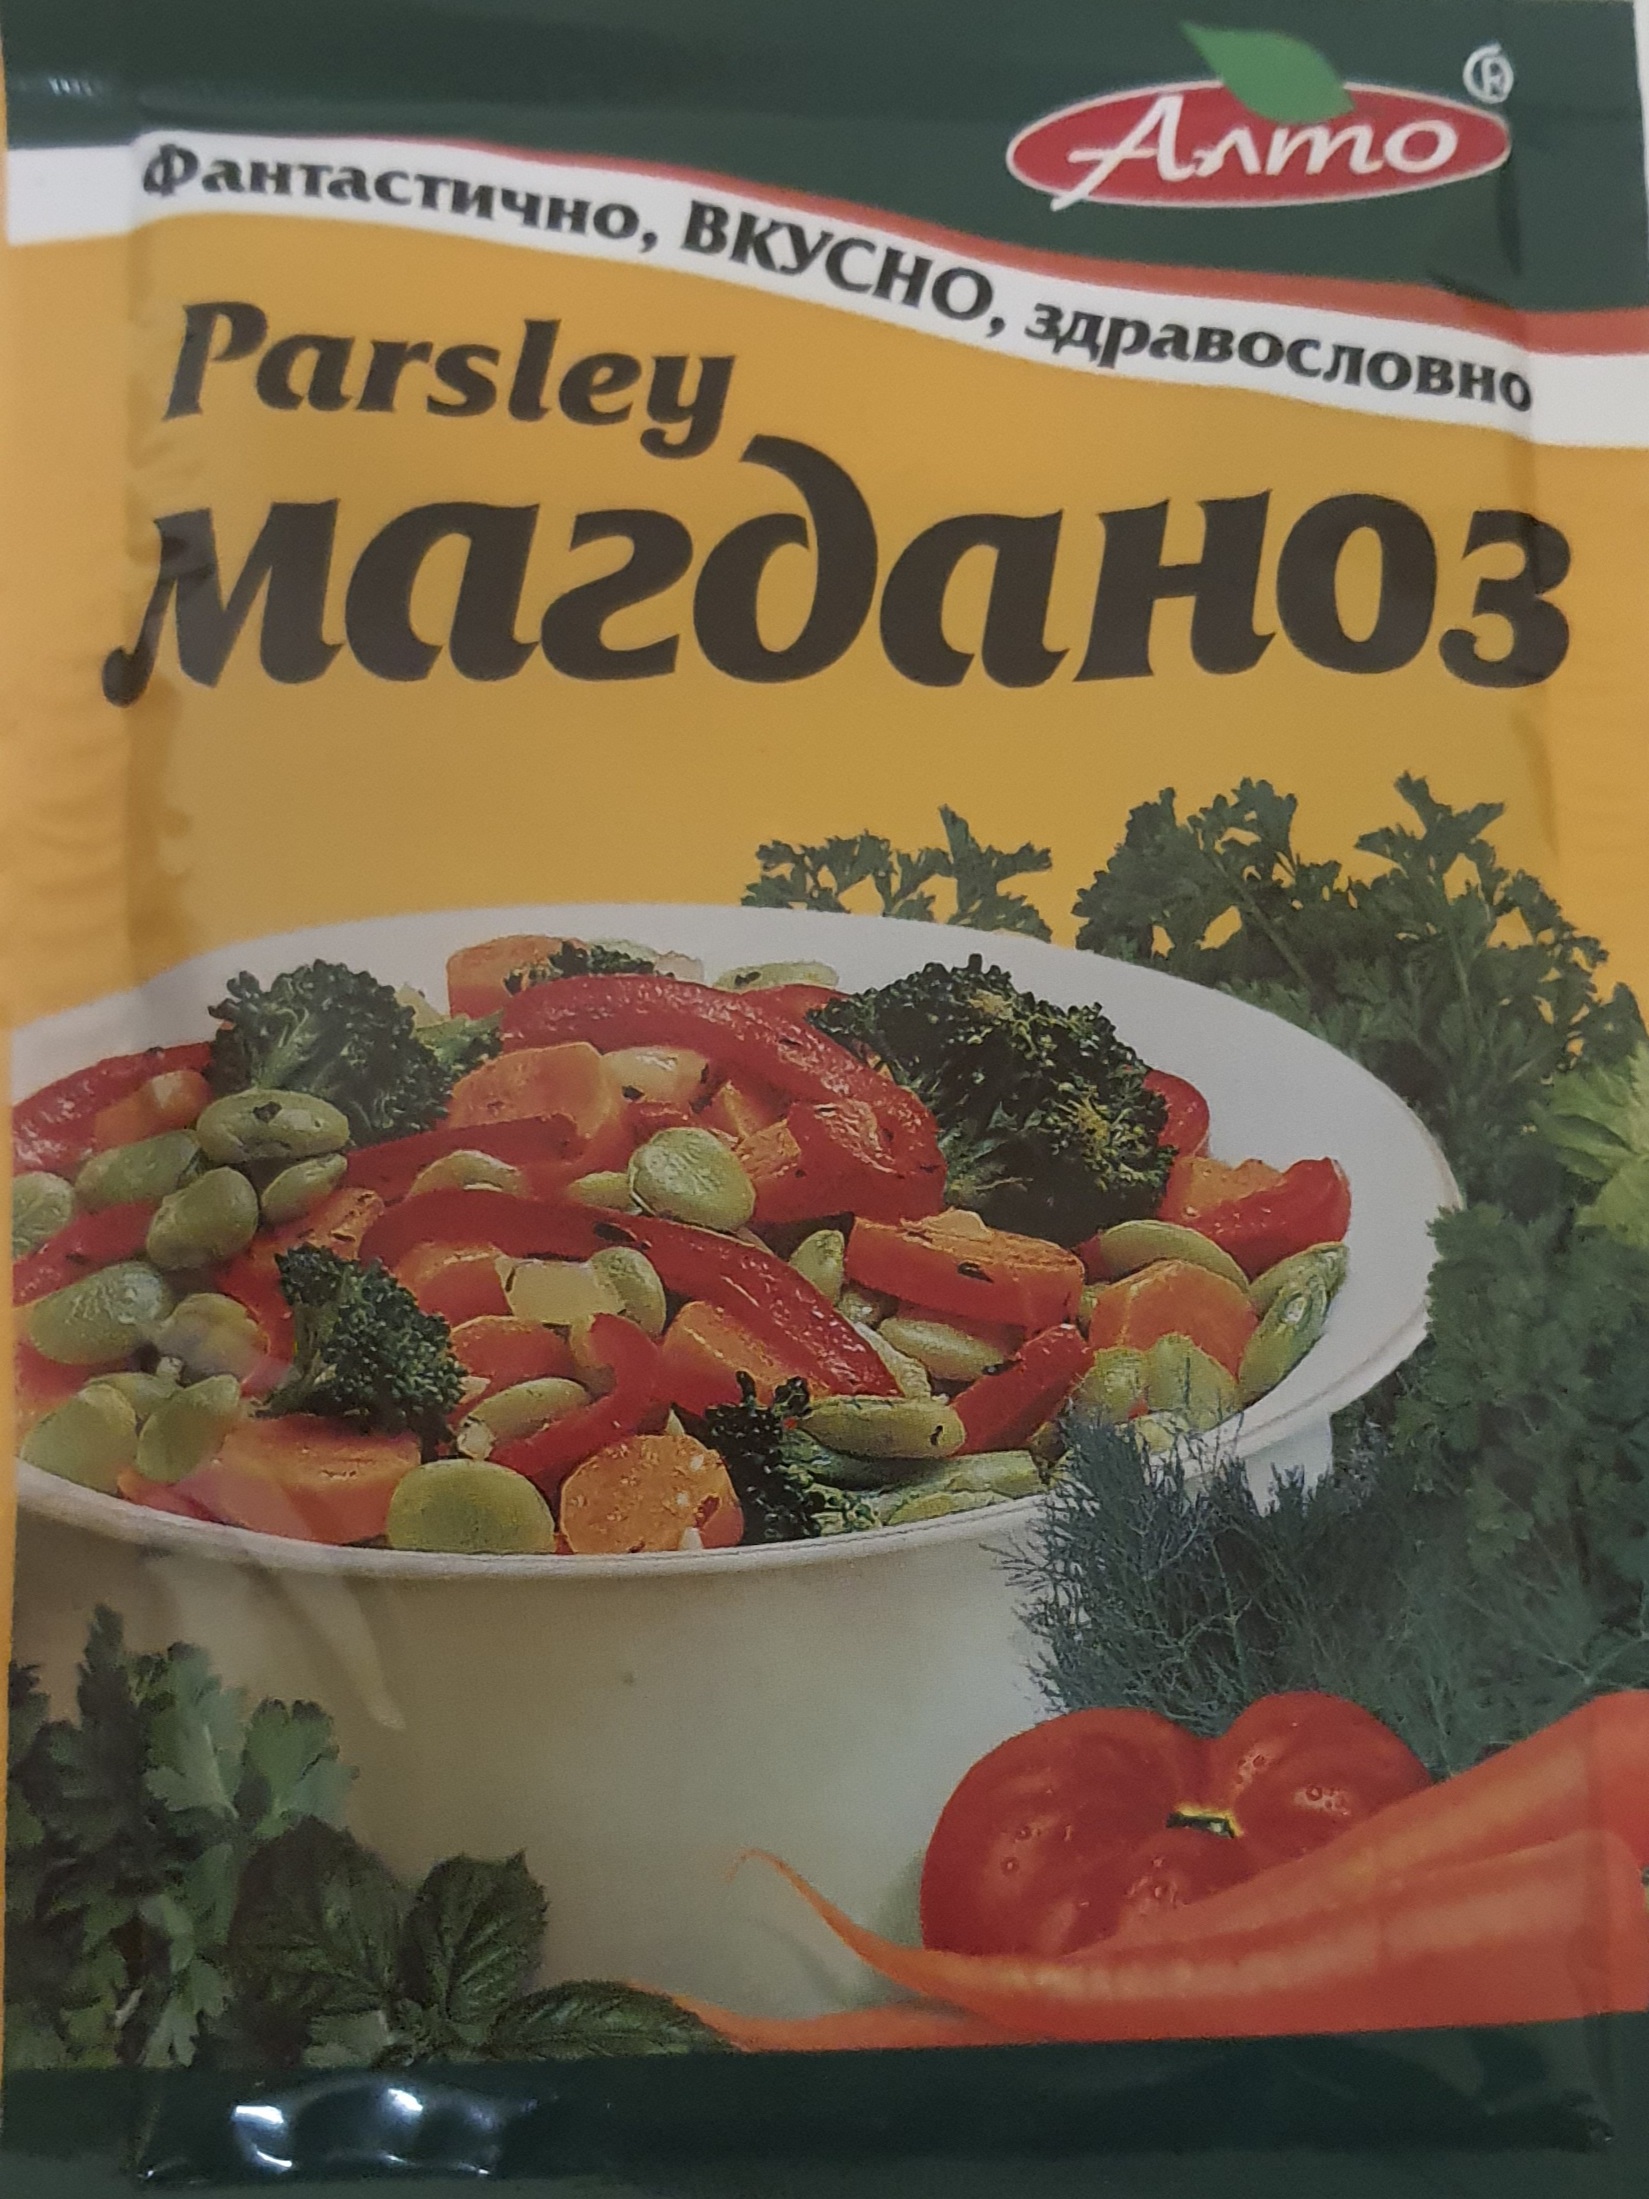 Алто®
Фантастично, ВКУСНО, здравословно
Parsley
магданоз